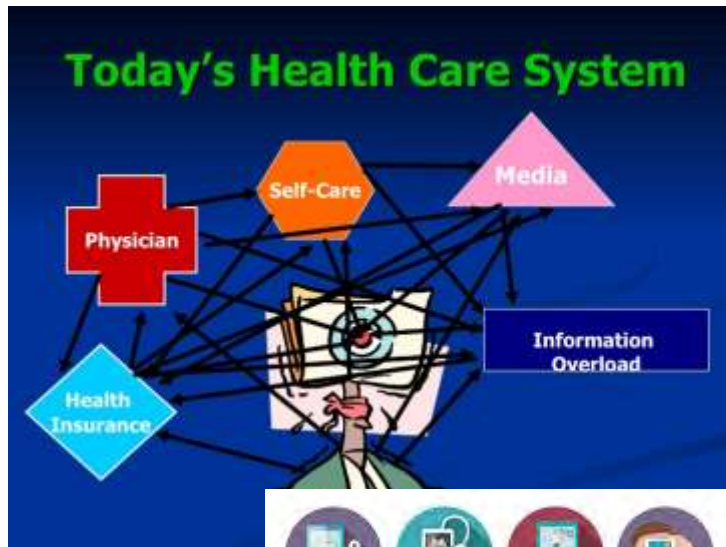 Today's Health Care System
Self-Care
Media
Physician
Information
Overload
Health
Insurance